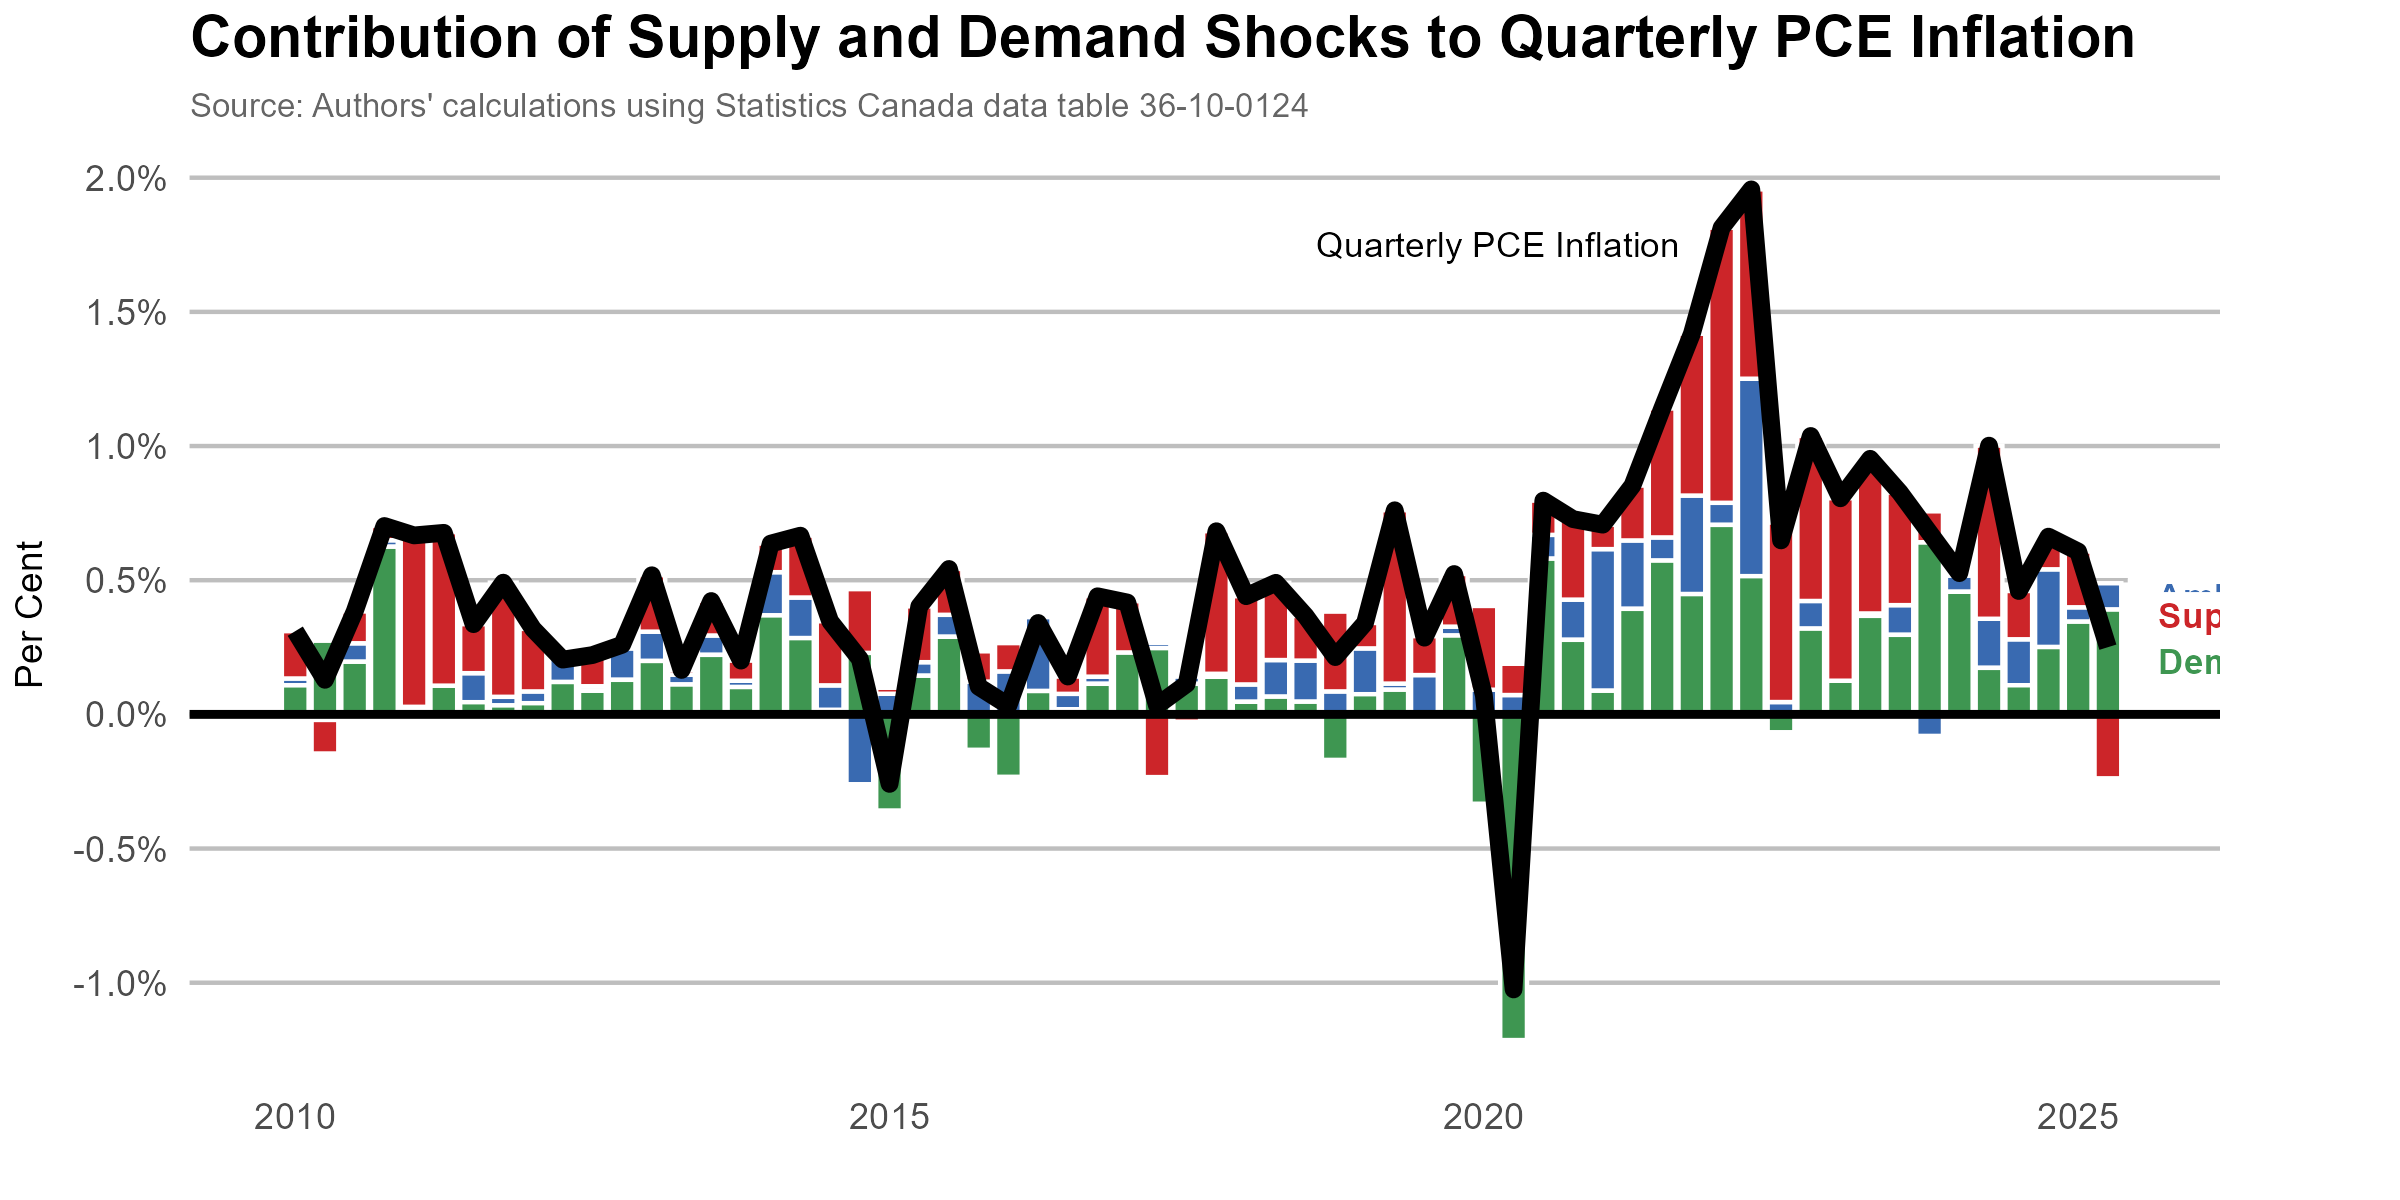 Contribution of Supply and Demand Shocks to Quarterly PCE Inflation
Source: Authors' calculations using Statistics Canada data table 36-10-0124
2.0%
Quarterly PCE Inflation
1.5%
1.0%
0.5%
Sup
Den
0.0%
-0.5%
-1.0%
Per Cent
2010
2015
2020
2025